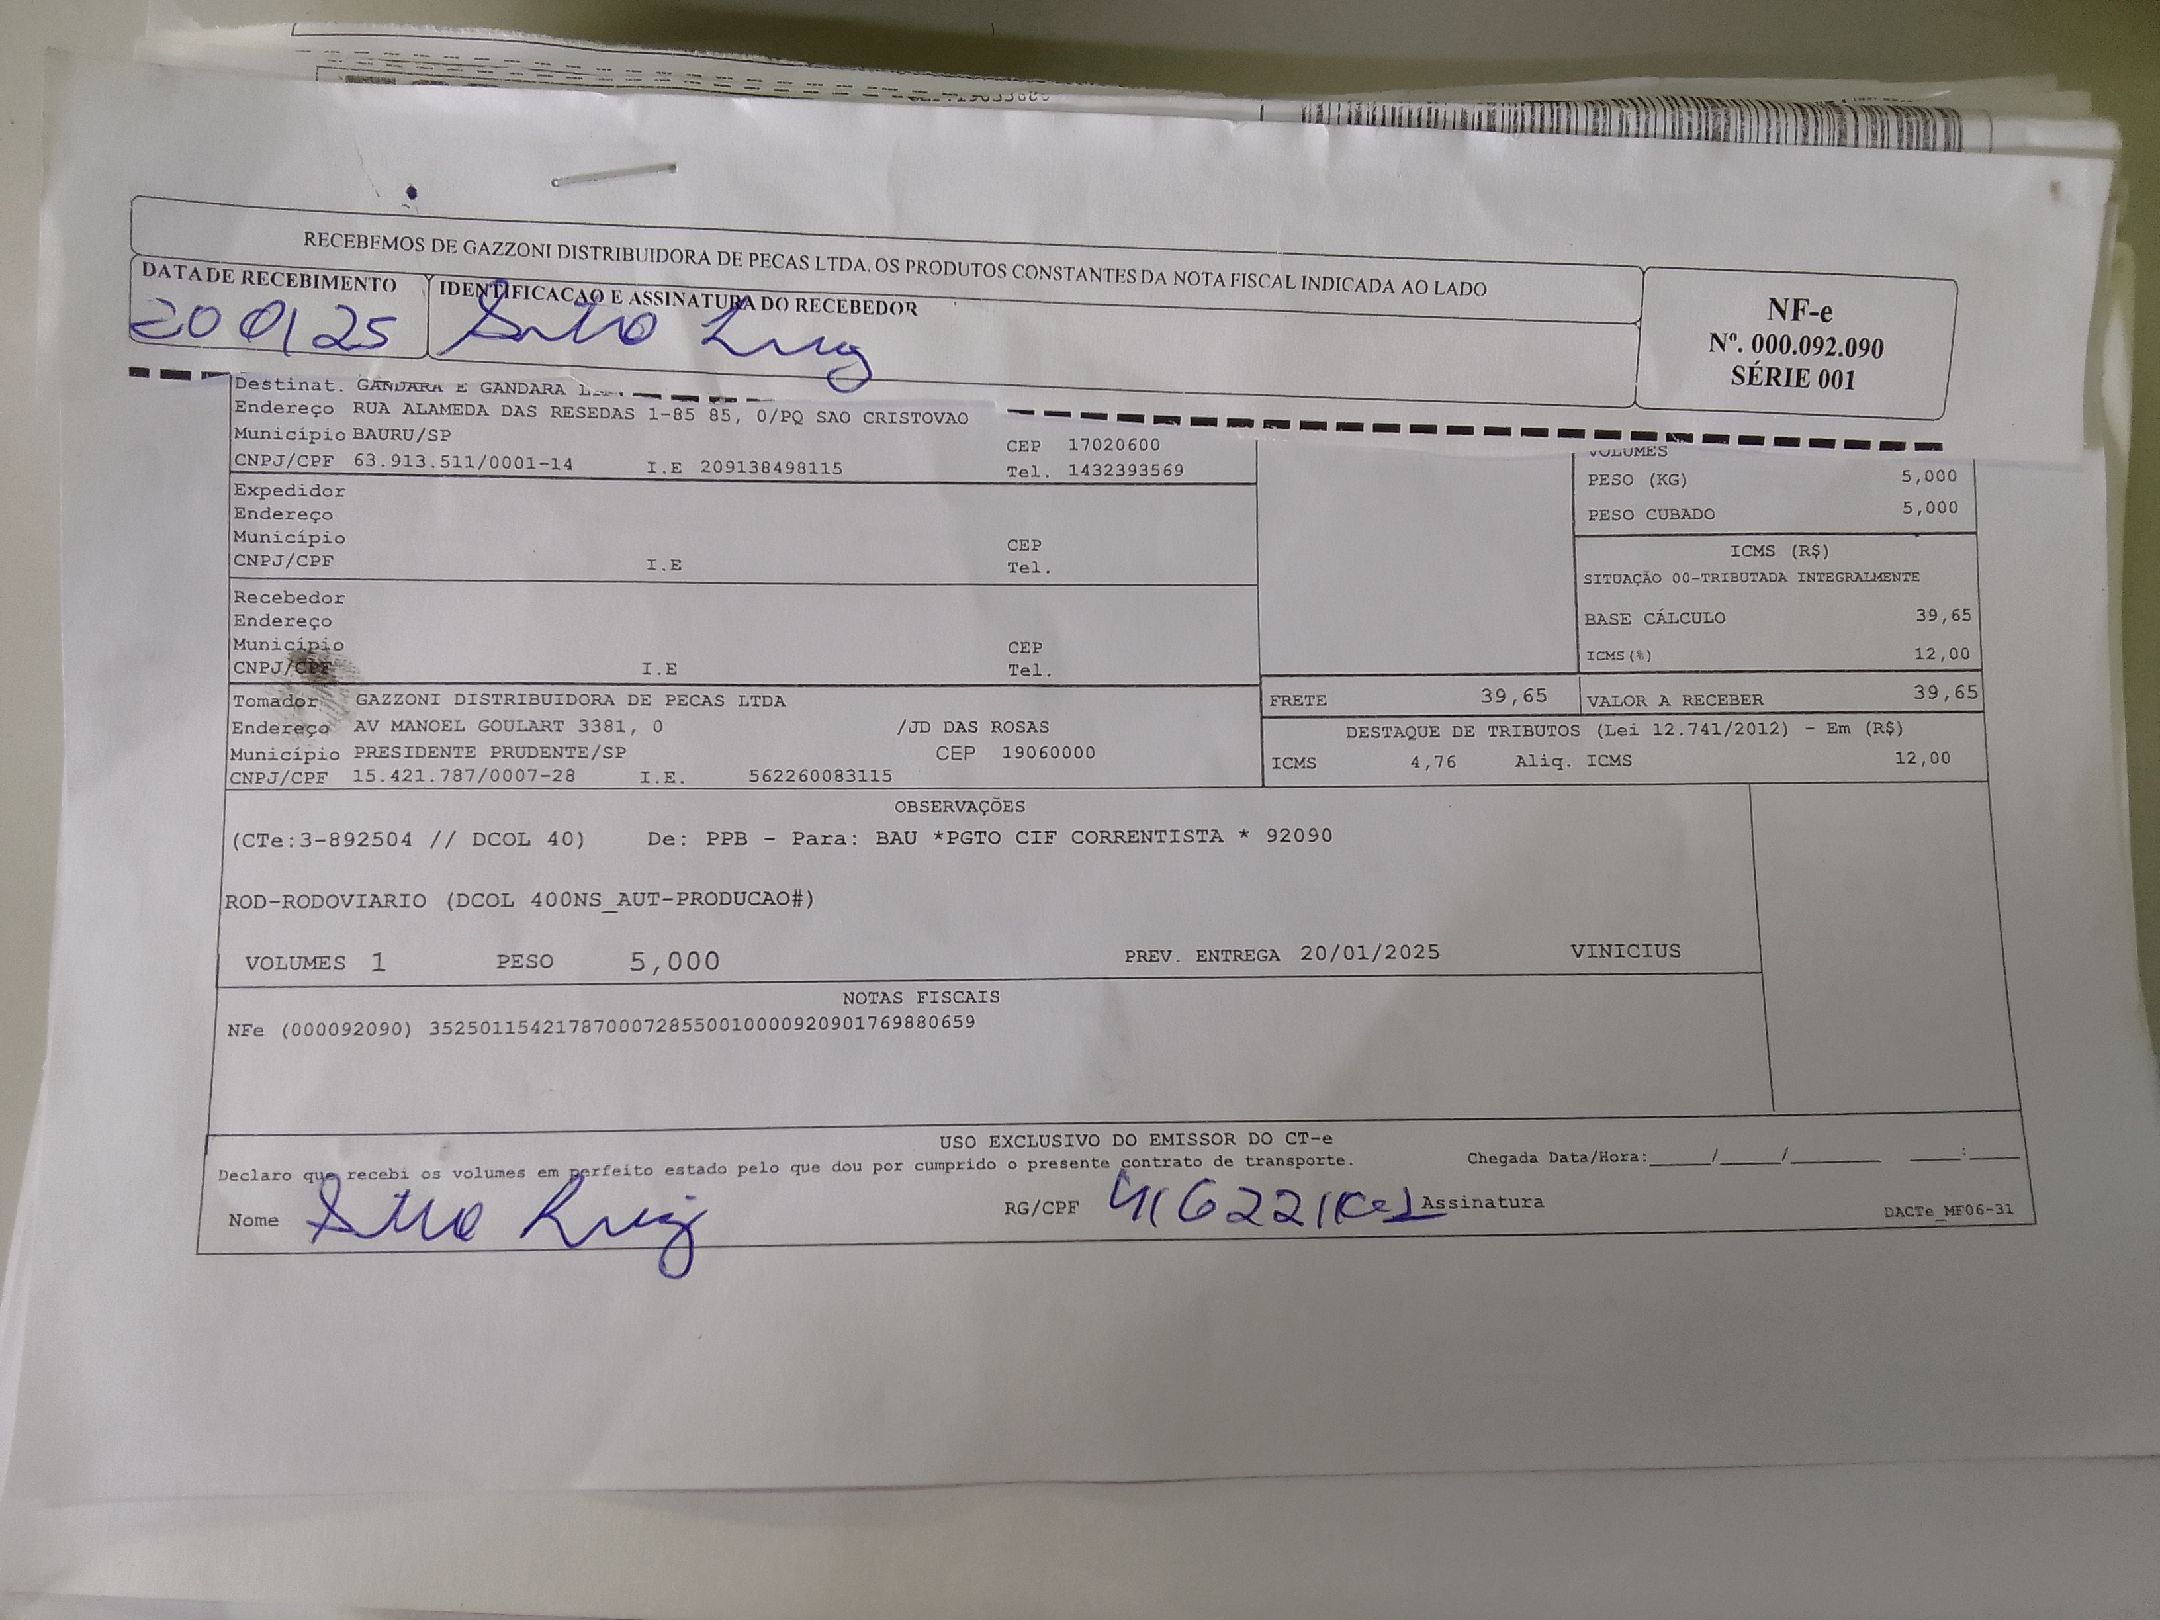 RECEBEMOS DE GAZZONI DISTRIBUIDORA DE PECAS LTDA. OS PRODUTOS CONSTANTES DA NOTA FISCAL INDICADA AO LADO
DATA DE RECEBIMENTO
IDENTIFICACAO E ASSINATURA DO RECEBEDOR
NF-e
Nº. 000.092.090
SÉRIE 001
Destinat. GANDARA E GANDARA
Endereço RUA ALAMEDA DAS RESEDAS 1-85 85, 0/PQ SAO CRISTOVAO
Município BAURU/SP CEP 17020600
CNPJ/CPF 63.913.511/0001-14 I.E 209138498115 Tel. 1432393569
VOLUMES
PESO (KG) 5,000
PESO CUBADO 5,000
Expedidor
Endereço
Município CEP
CNPJ/CPF I.E Tel.
ICMS (R$)
SITUAÇÃO 00-TRIBUTADA INTEGRALMENTE
BASE CÁLCULO 39,65
ICMS(%) 12,00
Recebedor
Endereço
Município CEP
CNPJ/CPF I.E Tel.
FRETE 39,65 VALOR A RECEBER 39,65
Tomador GAZZONI DISTRIBUIDORA DE PECAS LTDA
Endereço AV MANOEL GOULART 3381, 0 /JD DAS ROSAS
Município PRESIDENTE PRUDENTE/SP CEP 19060000
CNPJ/CPF 15.421.787/0007-28 I.E. 562260083115
DESTAQUE DE TRIBUTOS (Lei 12.741/2012) - Em (R$)
ICMS 4,76 Aliq. ICMS 12,00
OBSERVAÇÕES
(CTe:3-892504 // DCOL 40) De: PPB - Para: BAU *PGTO CIF CORRENTISTA * 92090
ROD-RODOVIARIO (DCOL 400NS_AUT-PRODUCAO#)
VOLUMES 1 PESO 5,000 PREV. ENTREGA 20/01/2025 VINICIUS
NOTAS FISCAIS
NFe (000092090) 35250115421787000728550010000920901769880659
USO EXCLUSIVO DO EMISSOR DO CT-e
Declaro que recebi os volumes em perfeito estado pelo que dou por cumprido o presente contrato de transporte. Chegada Data/Hora:_____/_____/_______ ____:____
Nome RG/CPF Assinatura
DACTe_MF06-31